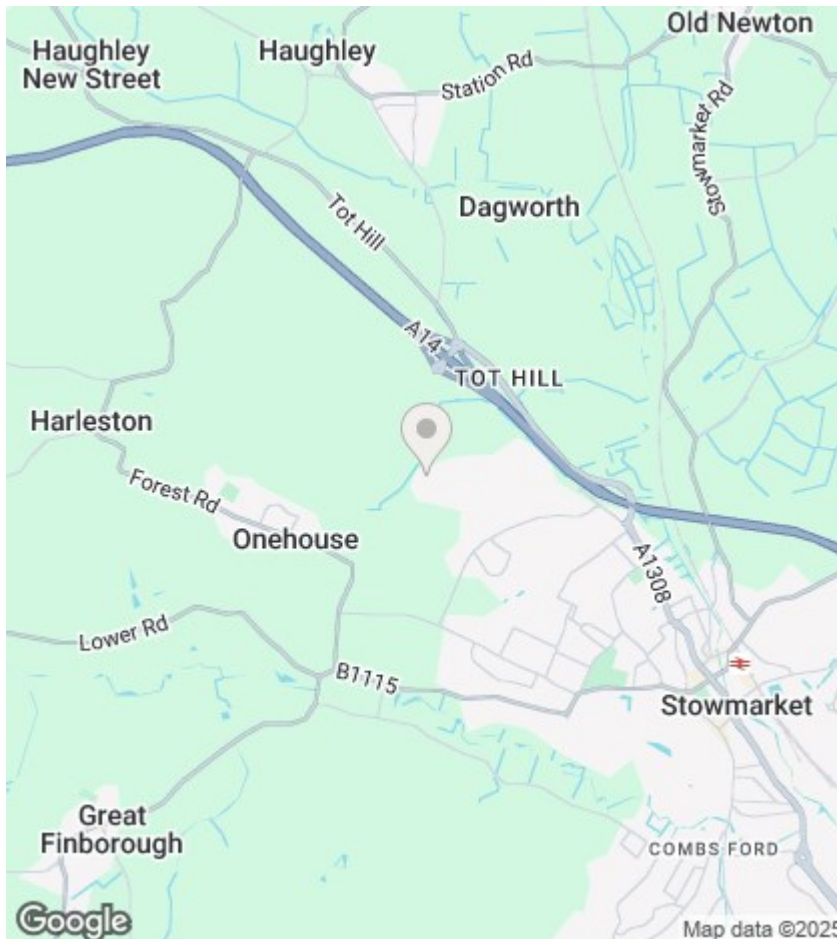 Old Newton
Haughley
New Street
Haughley
Station Rd
Stowmarket Rd
Dagworth
Tot Hill
A14
TOT HILL
Harleston
Forest Rd
Onehouse
A1308
Lower Rd
B1115
Stowmarket
Great
Finborough
COMBS FORD
Google
Map data ©2025